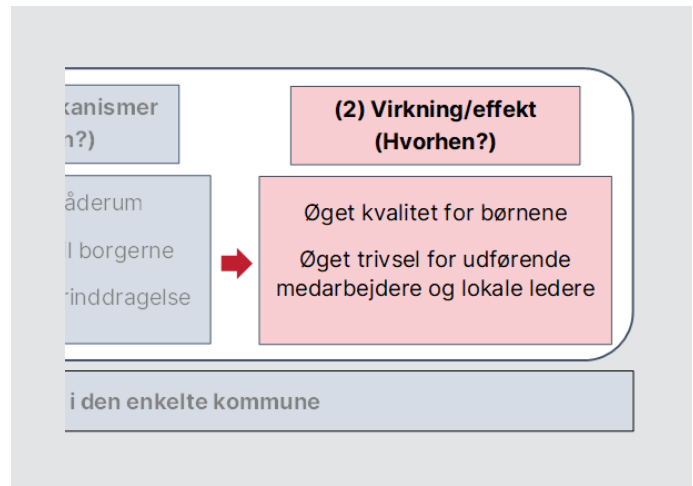 kanismer
n?)
(2) Virkning/effekt
(Hvorhen?)
åderum
l borgerne
rinddragelse
Øget kvalitet for børnene
Øget trivsel for udførende
medarbejdere og lokale ledere
i den enkelte kommune